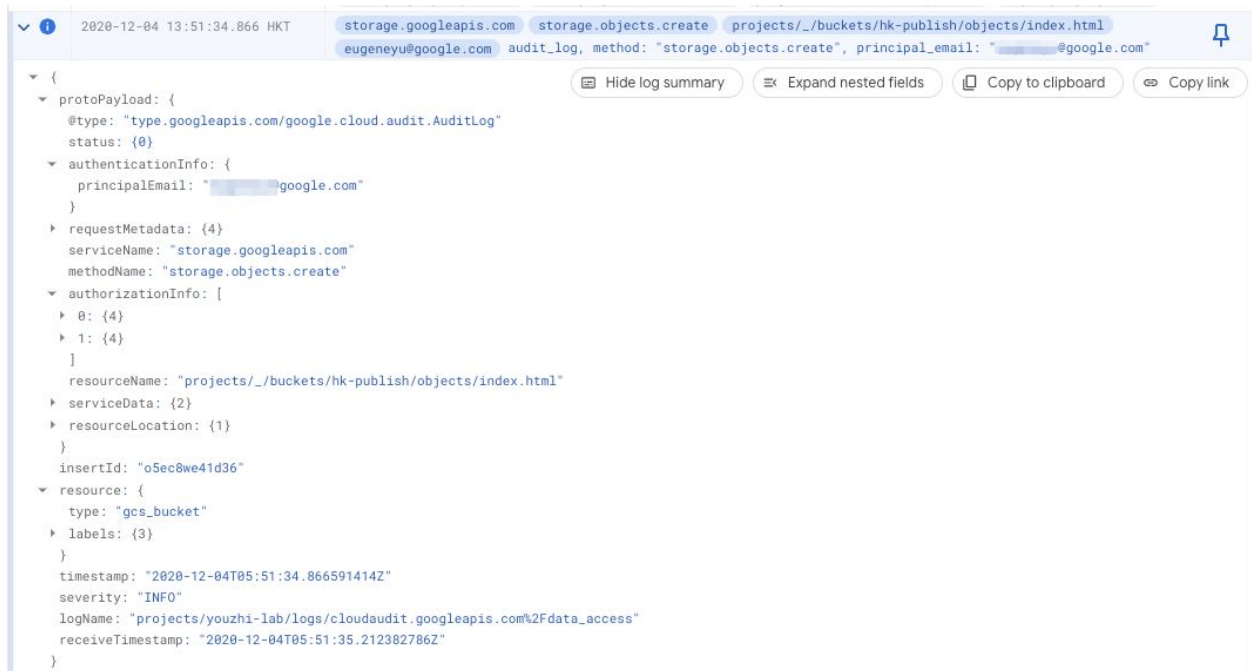 2020-12-04 13:51:34.866 HKT storage.googleapis.com storage.objects.create projects/_/buckets/hk-publish/objects/index.html
eugeneyu@google.com audit_log, method: "storage.objects.create", principal_email: " @google.com"
{
Hide log summary Expand nested fields Copy to clipboard Copy link
protoPayload: {
@type: "type.googleapis.com/google.cloud.audit.AuditLog"
status: {0}
authenticationInfo: {
principalEmail: " google.com"
}
requestMetadata: {4}
serviceName: "storage.googleapis.com"
methodName: "storage.objects.create"
authorizationInfo: [
0: {4}
1: {4}
]
resourceName: "projects/_/buckets/hk-publish/objects/index.html"
serviceData: {2}
resourceLocation: {1}
}
insertId: "o5ec8we41d36"
resource: {
type: "gcs_bucket"
labels: {3}
}
timestamp: "2020-12-04T05:51:34.866591414Z"
severity: "INFO"
logName: "projects/youzhi-lab/logs/cloudaudit.googleapis.com%2Fdata_access"
receiveTimestamp: "2020-12-04T05:51:35.212382786Z"
}